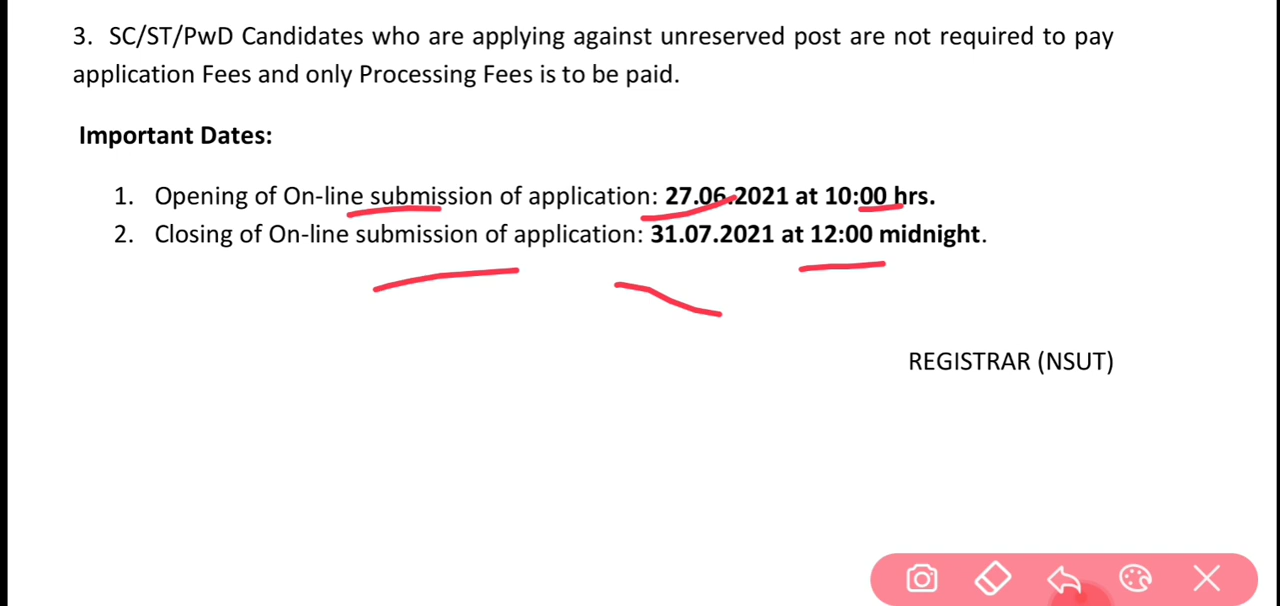 3. SC/ST/PwD Candidates who are applying against unreserved post are not required to pay
application Fees and only Processing Fees is to be paid.
Important Dates:
1. Opening of On-line submission of application: 27.06.2021 at 10:00 hrs.
2. Closing of On-line submission of application: 31.07.2021 at 12:00 midnight.
REGISTRAR (NSUT)